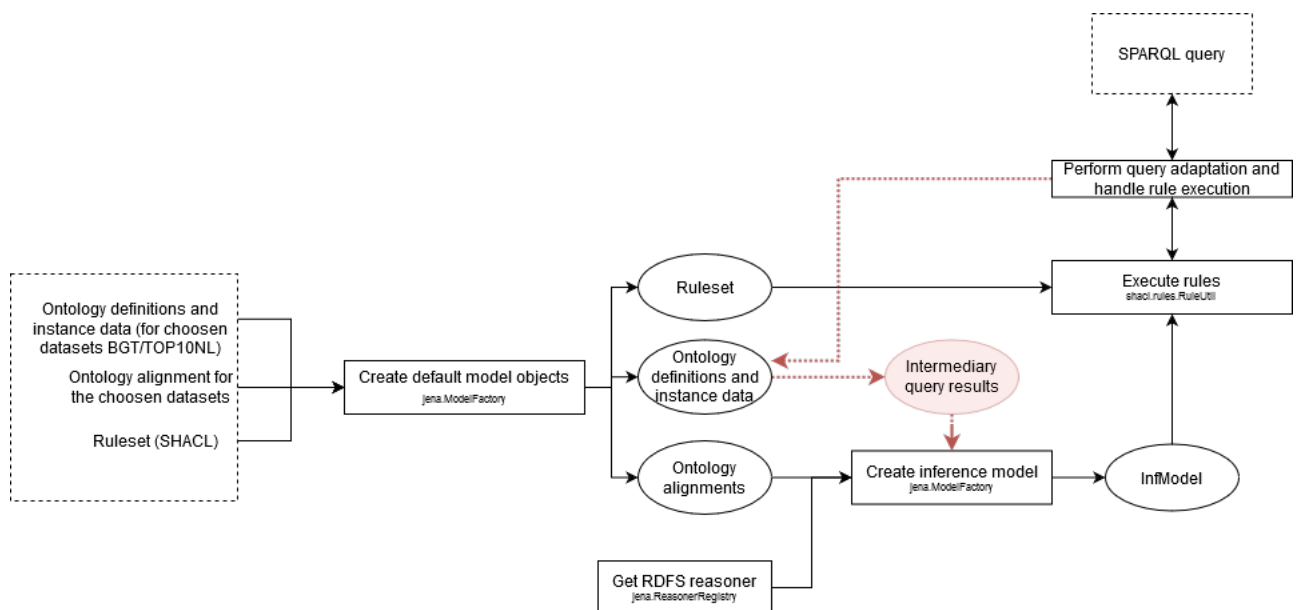 SPARQL query
Perform query adaptation and
handle rule execution
Execute rules
shacl.rules.RuleUtil
Ruleset
Ontology definitions and
instance data (for choosen
datasets BGT/TOP10NL)
Ontology alignment for
the choosen datasets
Ruleset (SHACL)
Create default model objects
jena.ModelFactory
Ontology
definitions and
instance data
Intermediary
query results
Ontology
alignments
Create inference model
jena.ModelFactory
InfModel
Get RDFS reasoner
jena.ReasonerRegistry